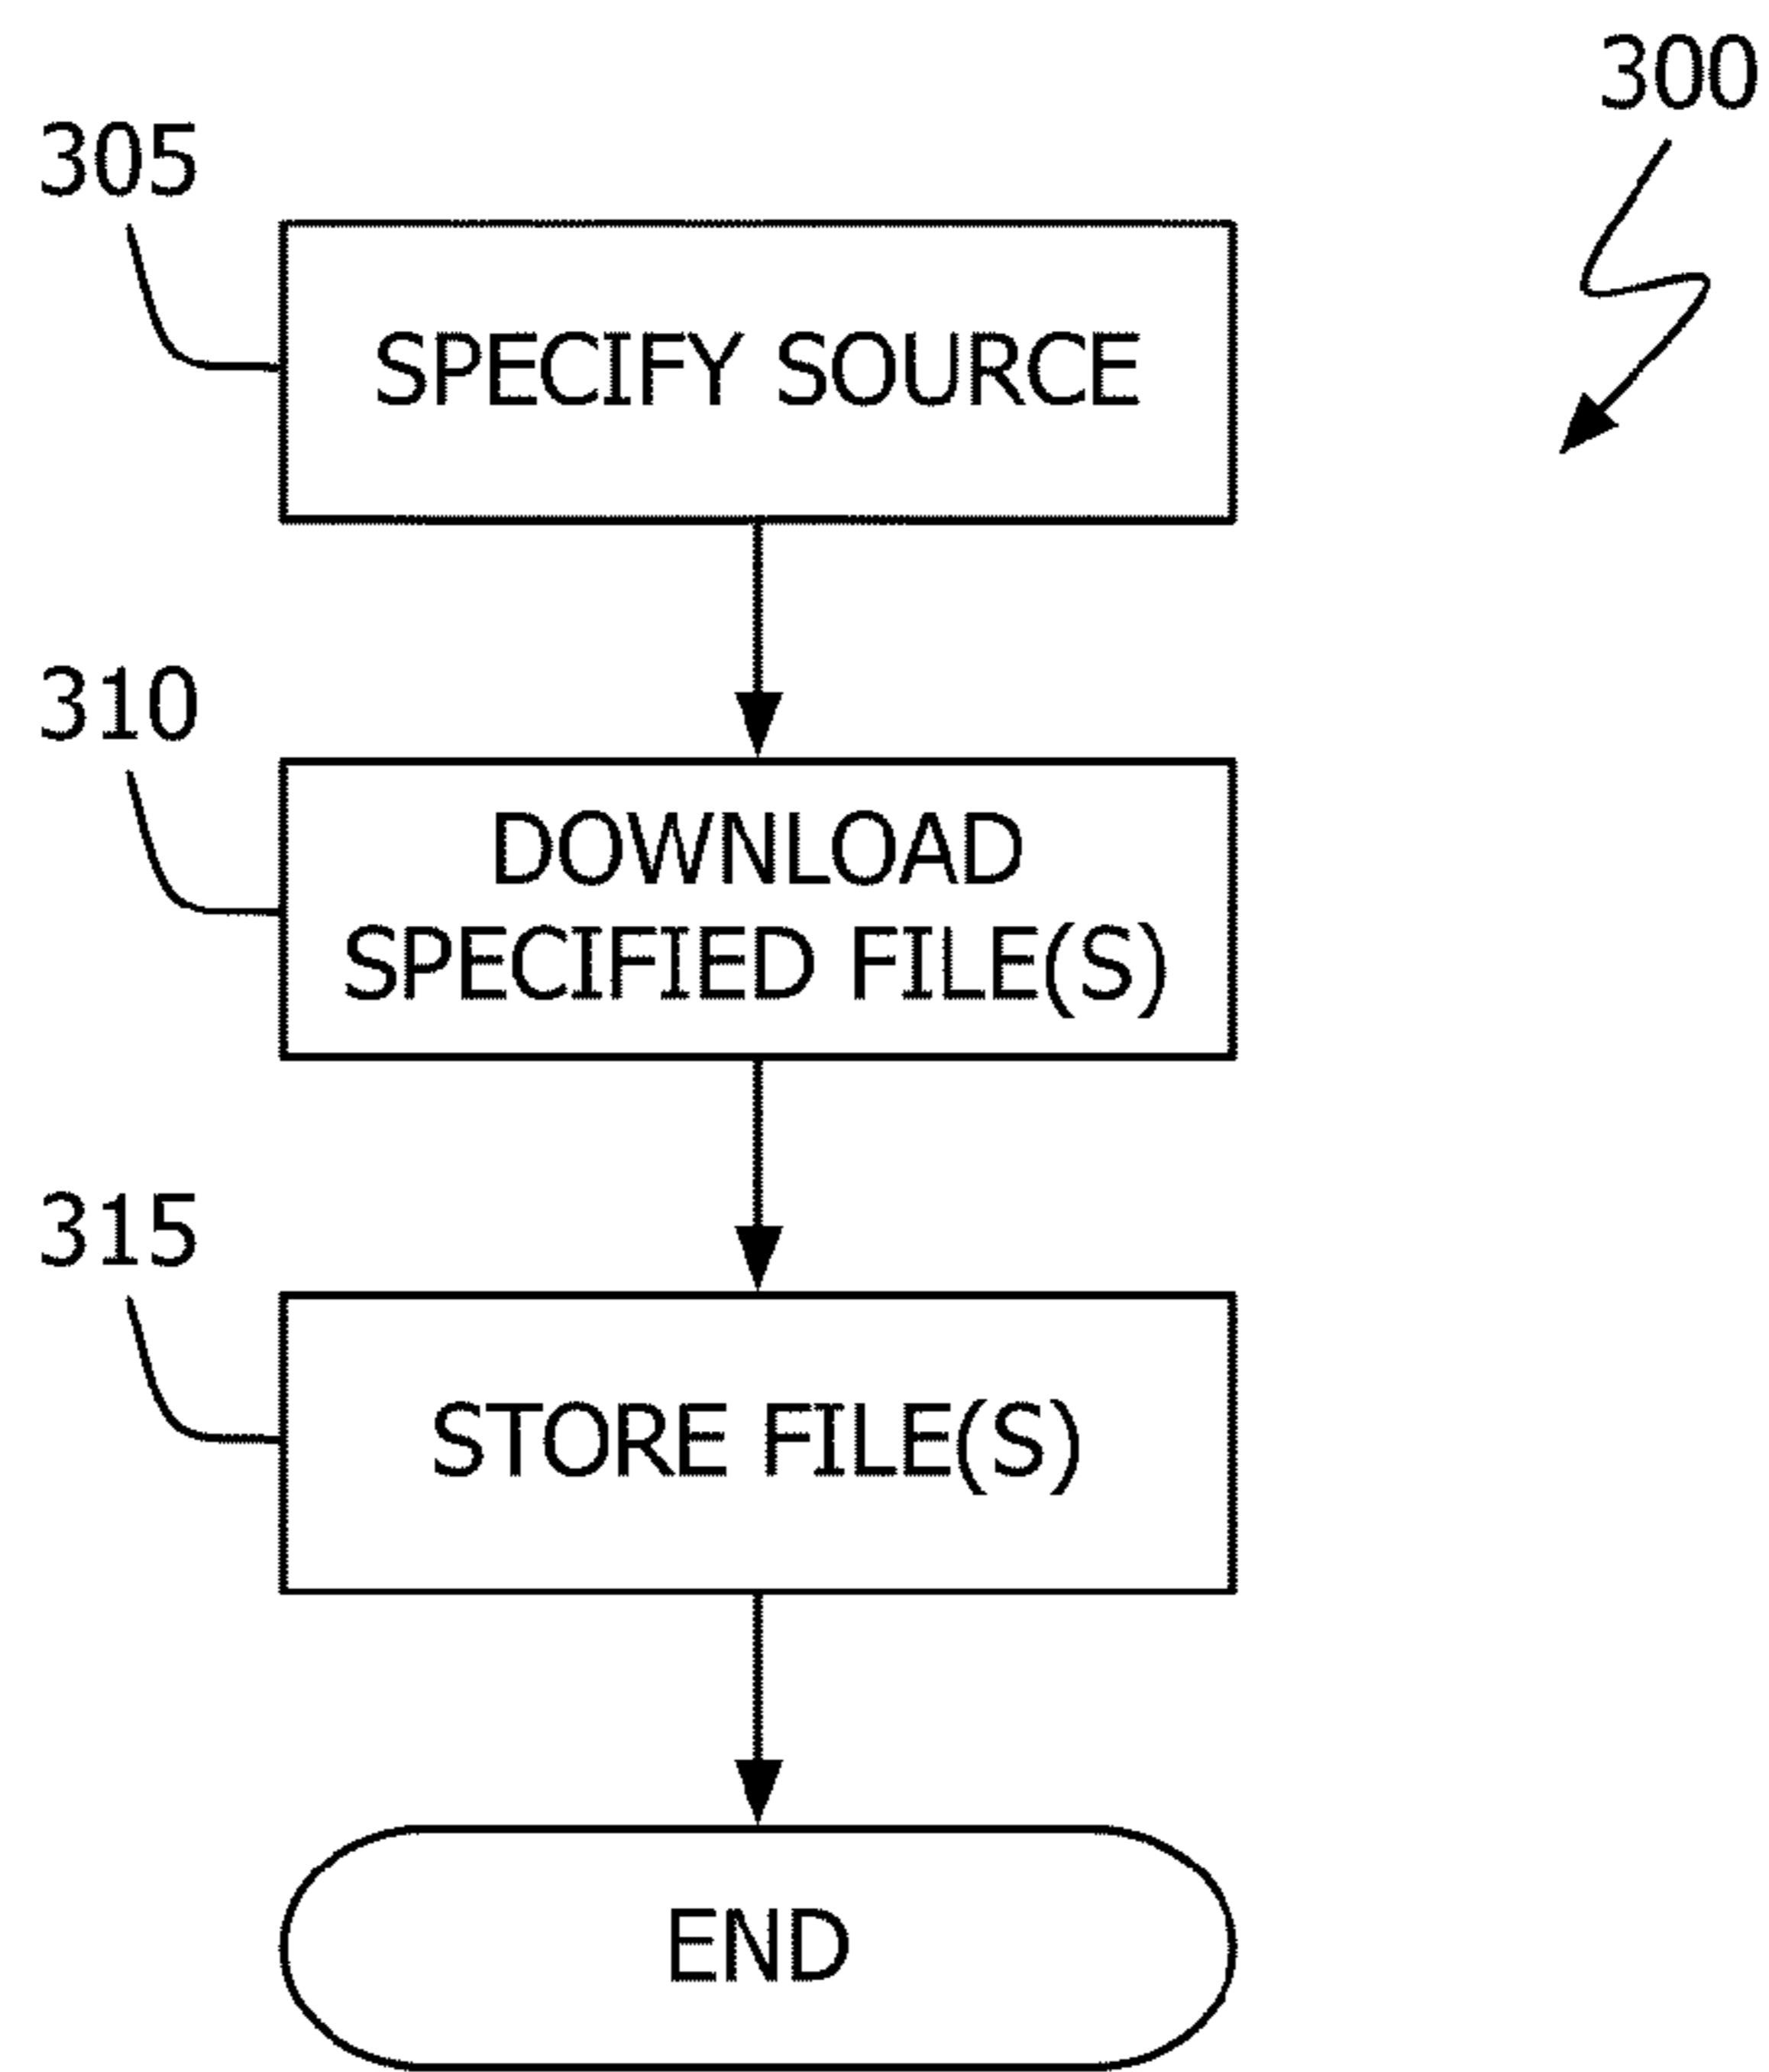 300
305
SPECIFY SOURCE
310
DOWNLOAD
SPECIFIED FILE(S)
315
STORE FILE(S)
END